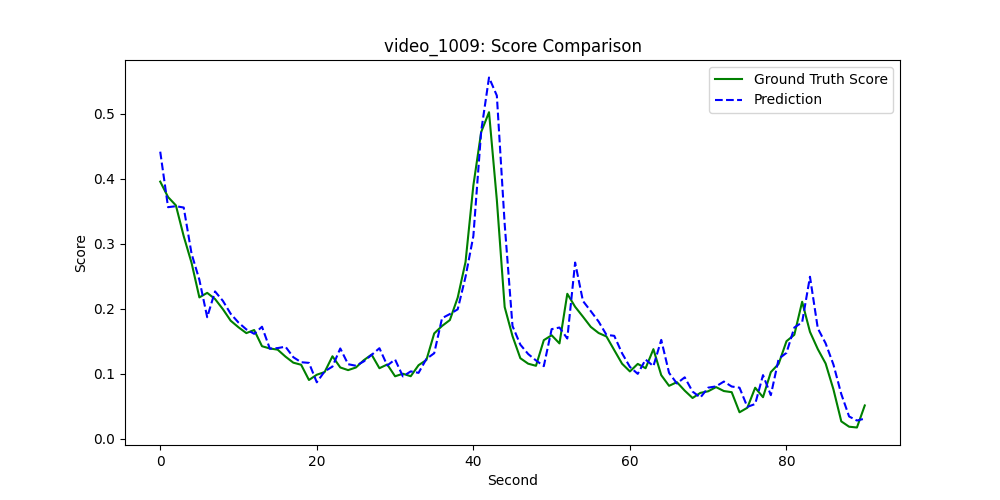 video_1009: Score Comparison
Ground Truth Score
Prediction
Score
0.5
0.4
0.3
0.2
0.1
0.0
0 20 40 60 80
Second